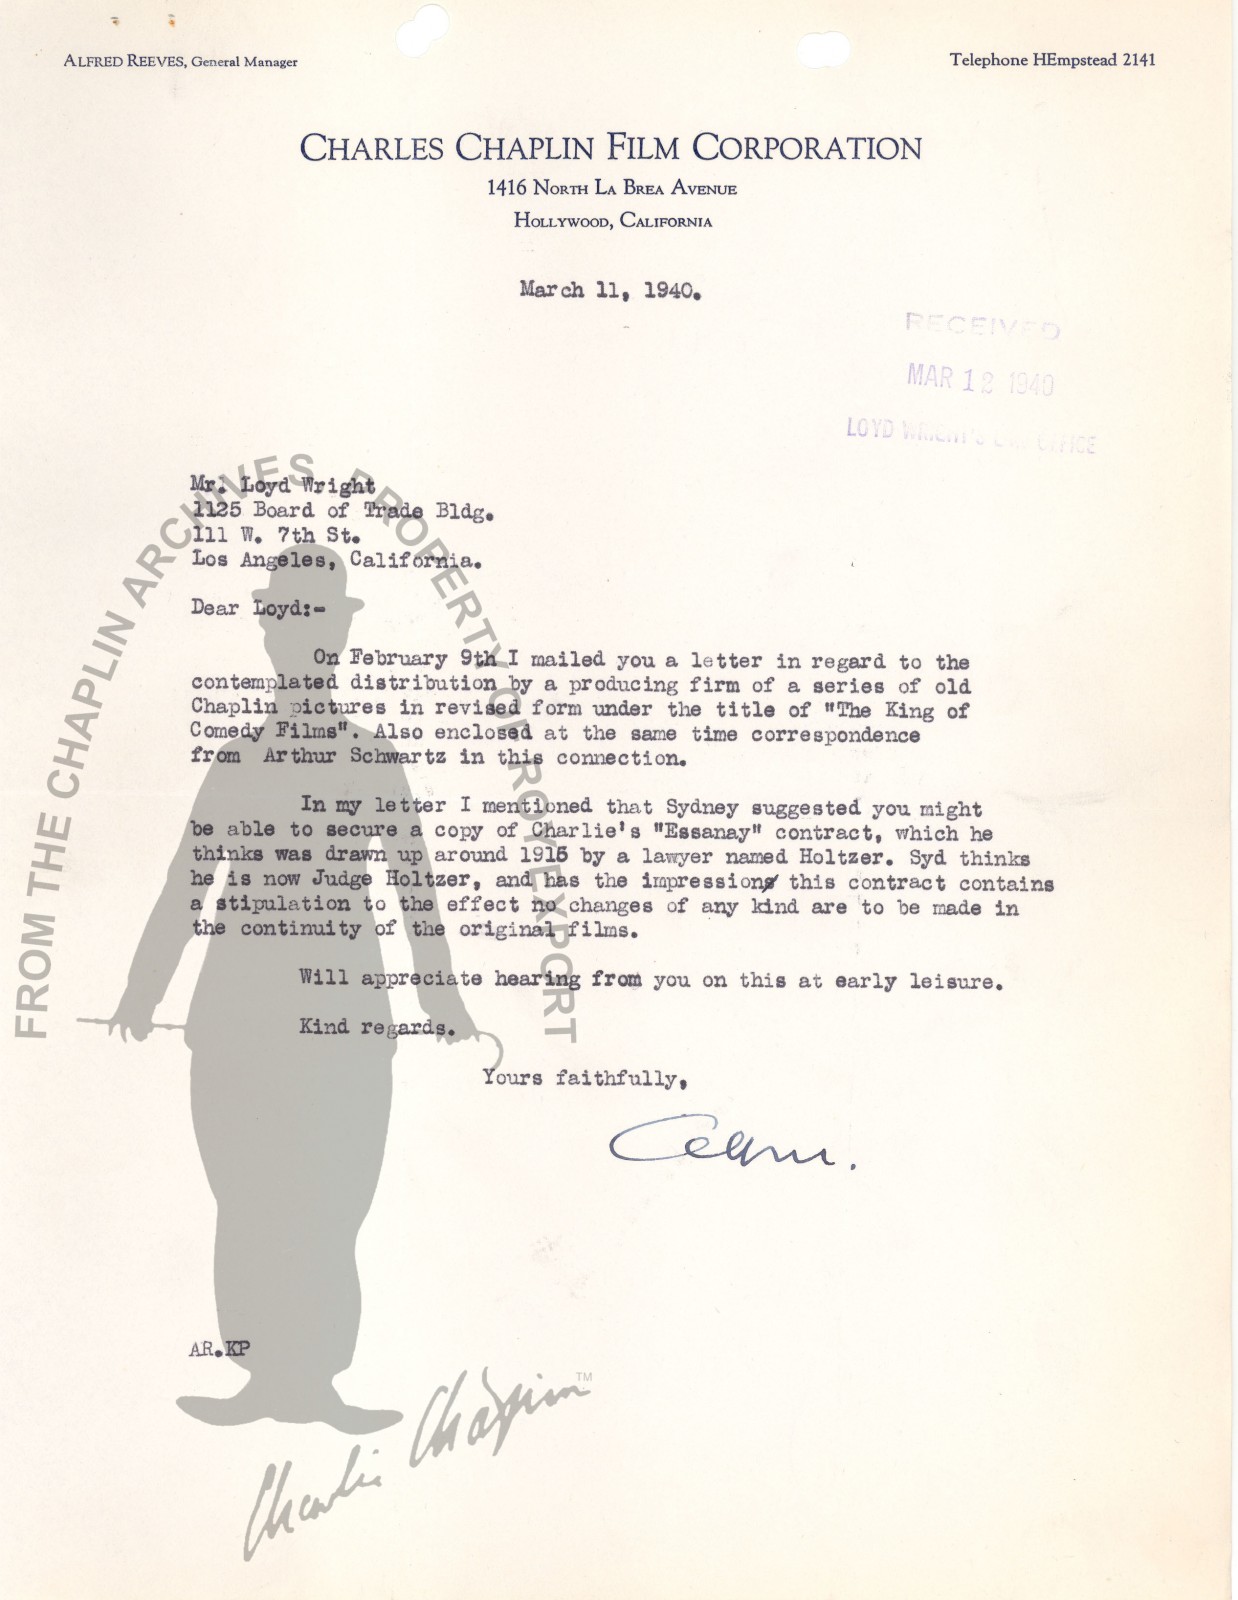 ALFRED REEVES, General Manager
Telephone HEmpstead 2141
CHARLES CHAPLIN FILM CORPORATION
1416 NORTH LA BREA AVENUE
HOLLYWOOD, CALIFORNIA
March 11, 1940.
RECEIVED
MAR 12 1940
LOYD WRIGHT'S OFFICE
Mr. Loyd Wright
1125 Board of Trade Bldg.
111 W. 7th St.
Los Angeles, California.
Dear Loyd:-
On February 9th I mailed you a letter in regard to the
contemplated distribution by a producing firm of a series of old
Chaplin pictures in revised form under the title of "The King of
Comedy Films". Also enclosed at the same time correspondence
from Arthur Schwartz in this connection.
In my letter I mentioned that Sydney suggested you might
be able to secure a copy of Charlie's "Essanay" contract, which he
thinks was drawn up around 1915 by a lawyer named Holtzer. Syd thinks
he is now Judge Holtzer, and has the impression this contract contains
a stipulation to the effect no changes of any kind are to be made in
the continuity of the original films.
Will appreciate hearing from you on this at early leisure.
Kind regards.
Yours faithfully,
AR.KP
FROM THE CHAPLIN ARCHIVES PROPERTY OF ROY EXPORT
Charlie Chaplin TM